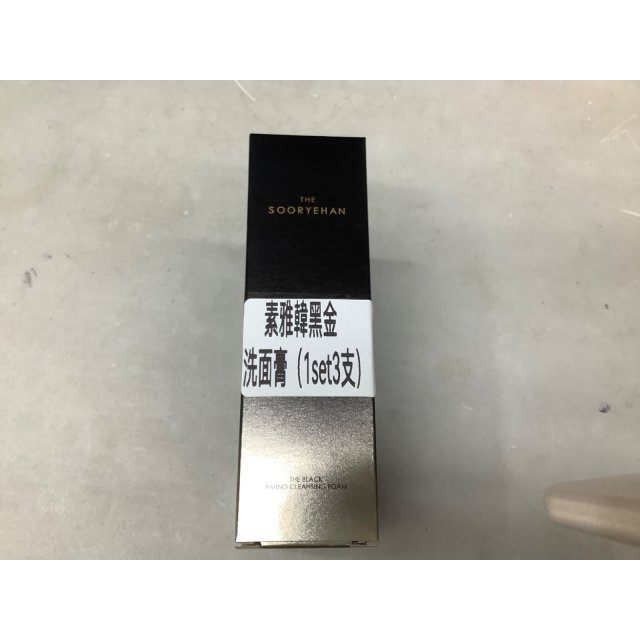 THE
SOORYEHAN
素雅韓黑金
洗面膏（1set3支）
THE BLACK
AMINO CLEANSING FOAM